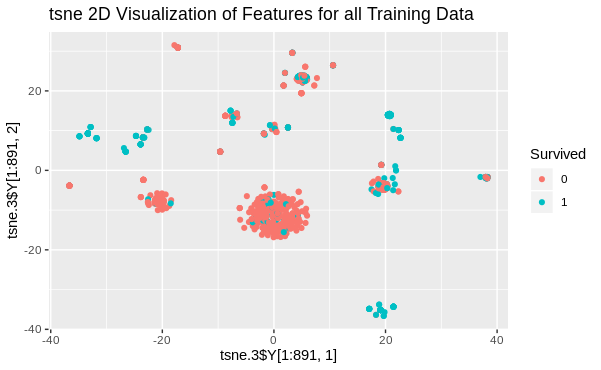 tsne 2D Visualization of Features for all Training Data
tsne.3$Y[1:891, 2]
20
0
-20
-40
-40
-20
0
20
40
tsne.3$Y[1:891, 1]
Survived
0
1